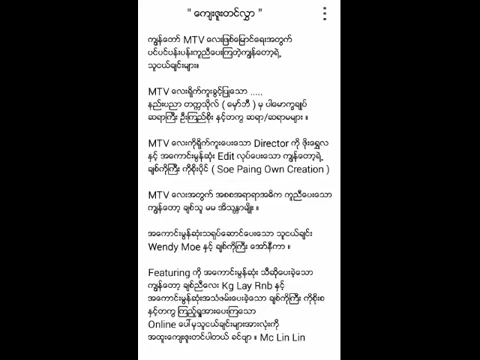 " ကျေးဇူးတင်လွှာ "
ကျွန်တော် MTV လေးဖြစ်မြောင်ရေးအတွက်
ပင်ပင်ပန်းပန်းကူညီပေးကြတဲ့ကျွန်တော့ရဲ့
သူငယ်ချင်းများ။
MTV လေးရိုက်ကူးခွင့်ပြုသော .....
နည်းပညာ တက္ကသိုလ် ( မှော်ဘီ ) မှ ပါမောက္ခချုပ်
ဆရာကြီး ဦးကြည်စိုး နှင့်တကွ ဆရာ/ဆရာမများ ။
MTV လေးကိုရိုက်ကူးပေးသော Director ကို ဖိုးရွှေလ
နှင့် အကောင်းမွန်ဆုံး Edit လုပ်ပေးသော ကျွန်တော့ရဲ့
ချစ်ကိုကြီး ကိုစိုးပိုင် ( Soe Paing Own Creation )
MTV လေးအတွက် အစစအရာရာအဓိက ကူညီပေးသော
ကျွန်တော့ ချစ်သူ မမ အိသန္တာမျိုး ။
အကောင်းမွန်ဆုံးသရုပ်ဆောင်ပေးသော သူငယ်ချင်း
Wendy Moe နှင့် ချစ်ကိုကြီး အော်နီကာ ။
Featuring ကို အကောင်းမွန်ဆုံး သီဆိုပေးခဲ့သော
ကျွန်တော့ ချစ်ညီလေး Kg Lay Rnb နှင့်
အကောင်းမွန်ဆုံးအသံဖမ်းပေးခဲ့သော ချစ်ကိုကြီး ကိုစိုးစ
နှင့်တကွ ကြည့်ရှုအားပေးကြသော
Online ပေါ်မှသူငယ်ချင်းများအားလုံးကို
အထူးကျေးဇူးတင်ပါတယ် ခင်ဗျာ ။ Mc Lin Lin